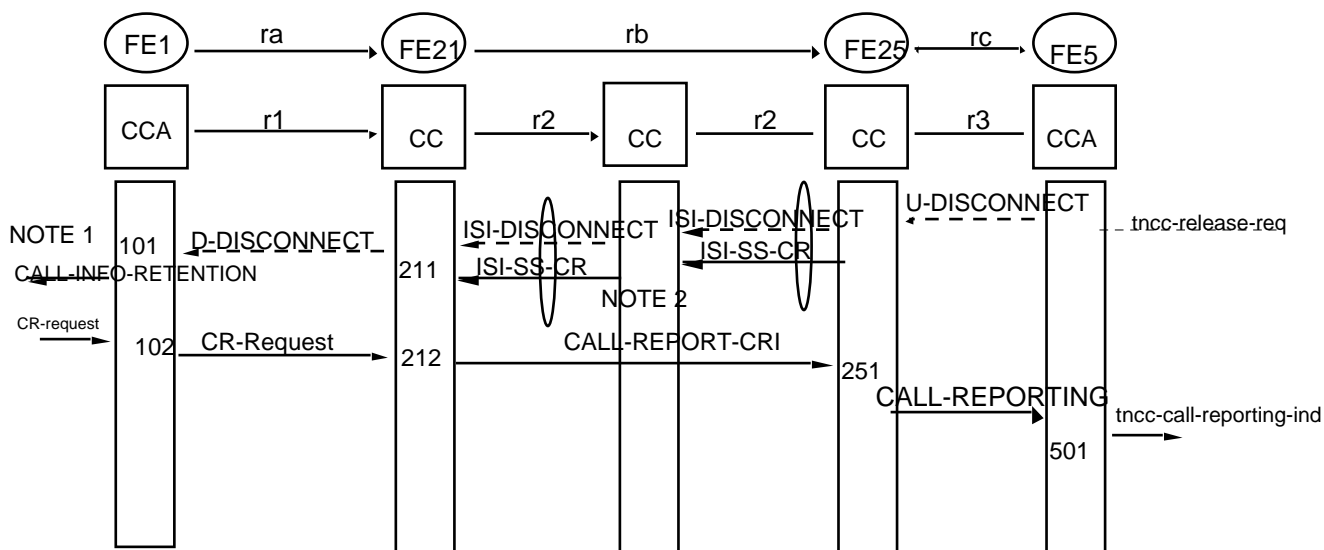 FE1 ra FE21 rb FE25 rc FE5
CCA r1 CC r2 CC r2 CC r3 CCA
U-DISCONNECT
ISI-DISCONNECT
tncc-release-req
ISI-DISCONNECT
D-DISCONNECT
NOTE 1
101
ISI-SS-CR
ISI-SS-CR
211
CALL-INFO-RETENTION
NOTE 2
CR-request
102
CR-Request
212
CALL-REPORT-CRI
251
CALL-REPORTING
tncc-call-reporting-ind
501